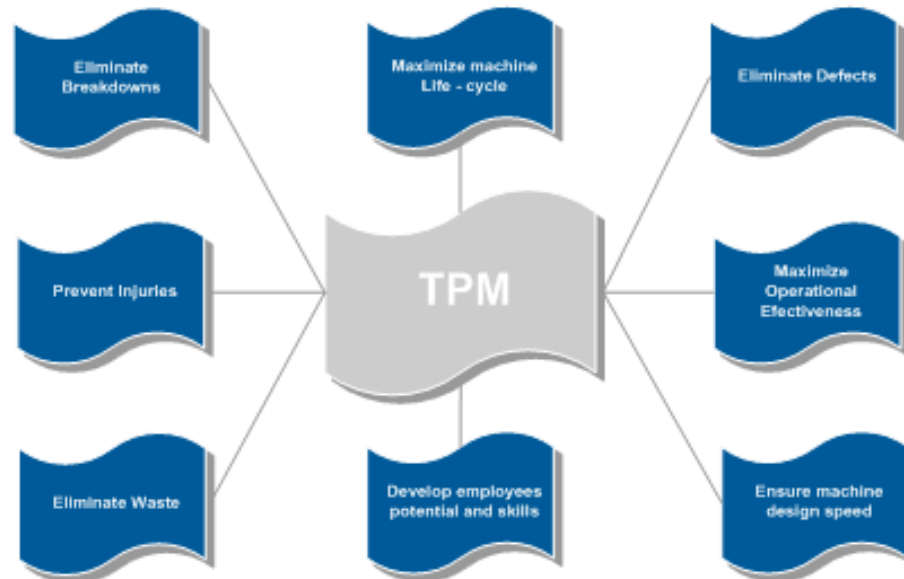 Eliminate
Breakdowns
Maximize machine
Life - cycle
Eliminate Defects
Prevent Injuries
TPM
Maximize
Operational
Efectiveness
Eliminate Waste
Develop employees
potential and skills
Ensure machine
design speed